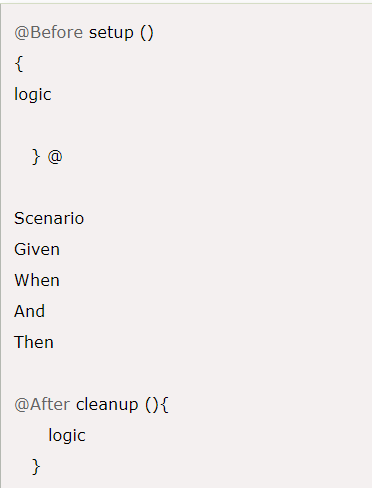 @Before setup ()
{
logic
} @
Scenario
Given
When
And
Then
@After cleanup (){
logic
}